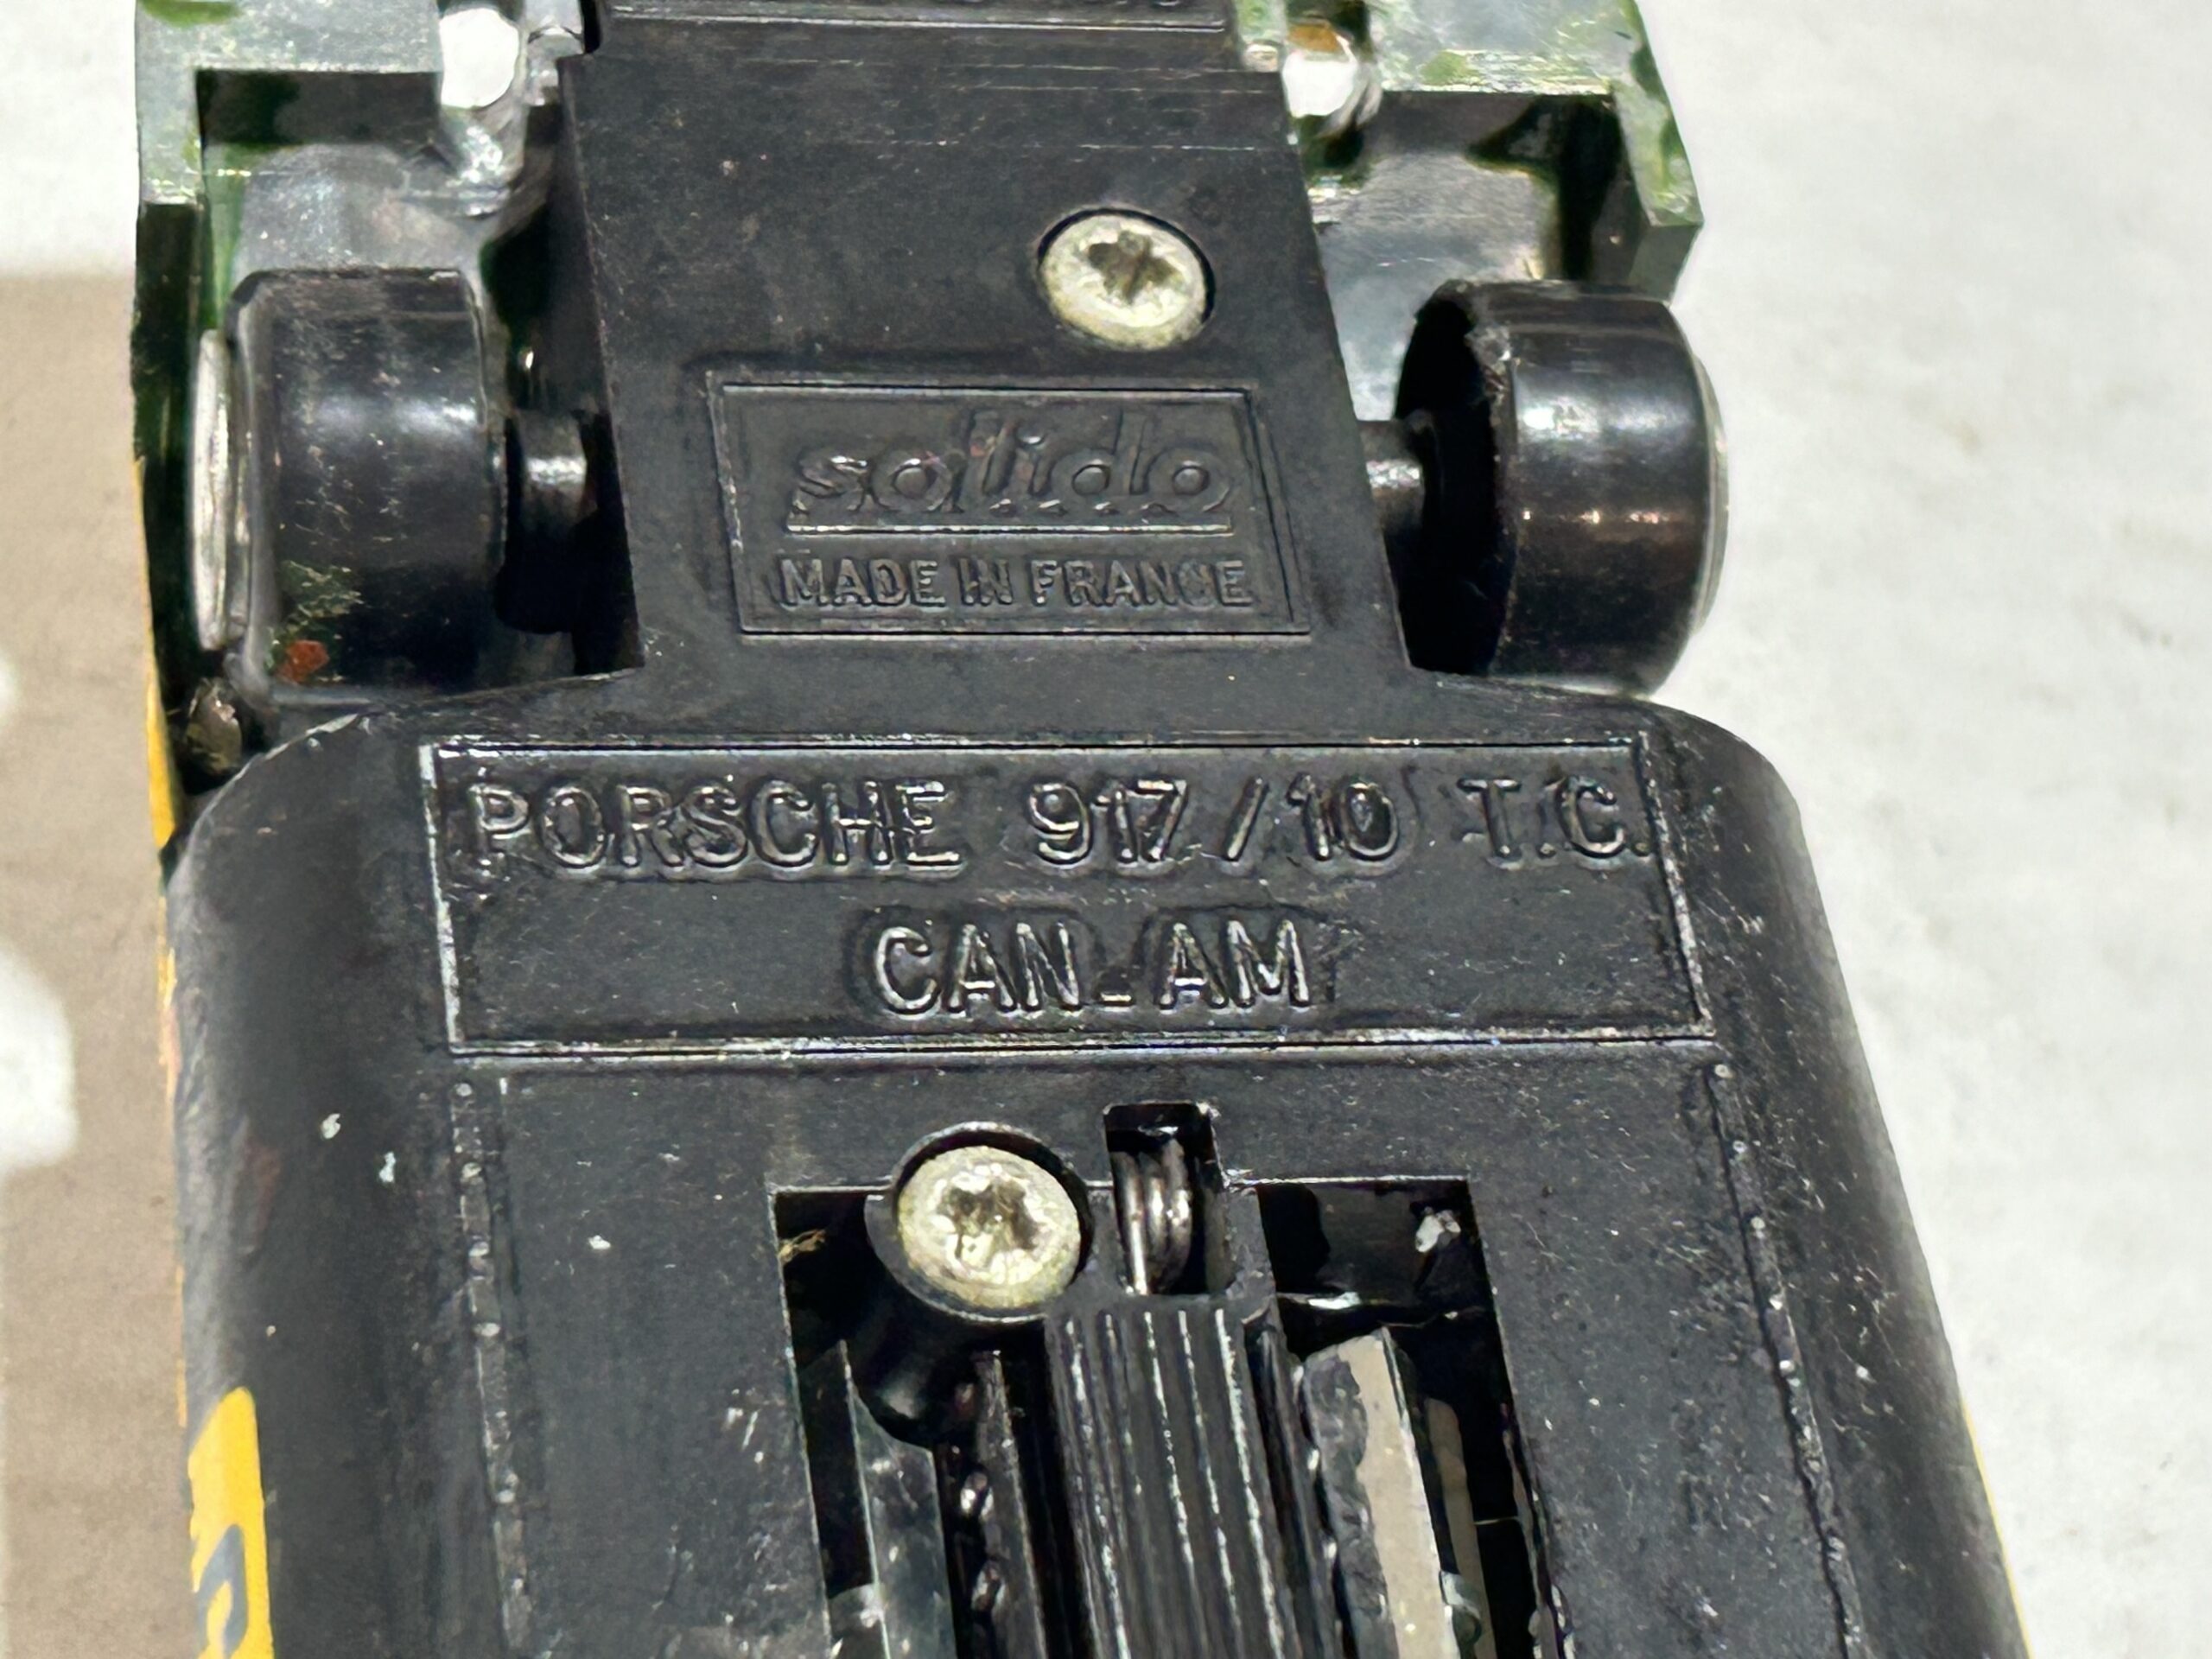 solido
MADE IN FRANCE
PORSCHE 917/10 T.C.
CAN-AM